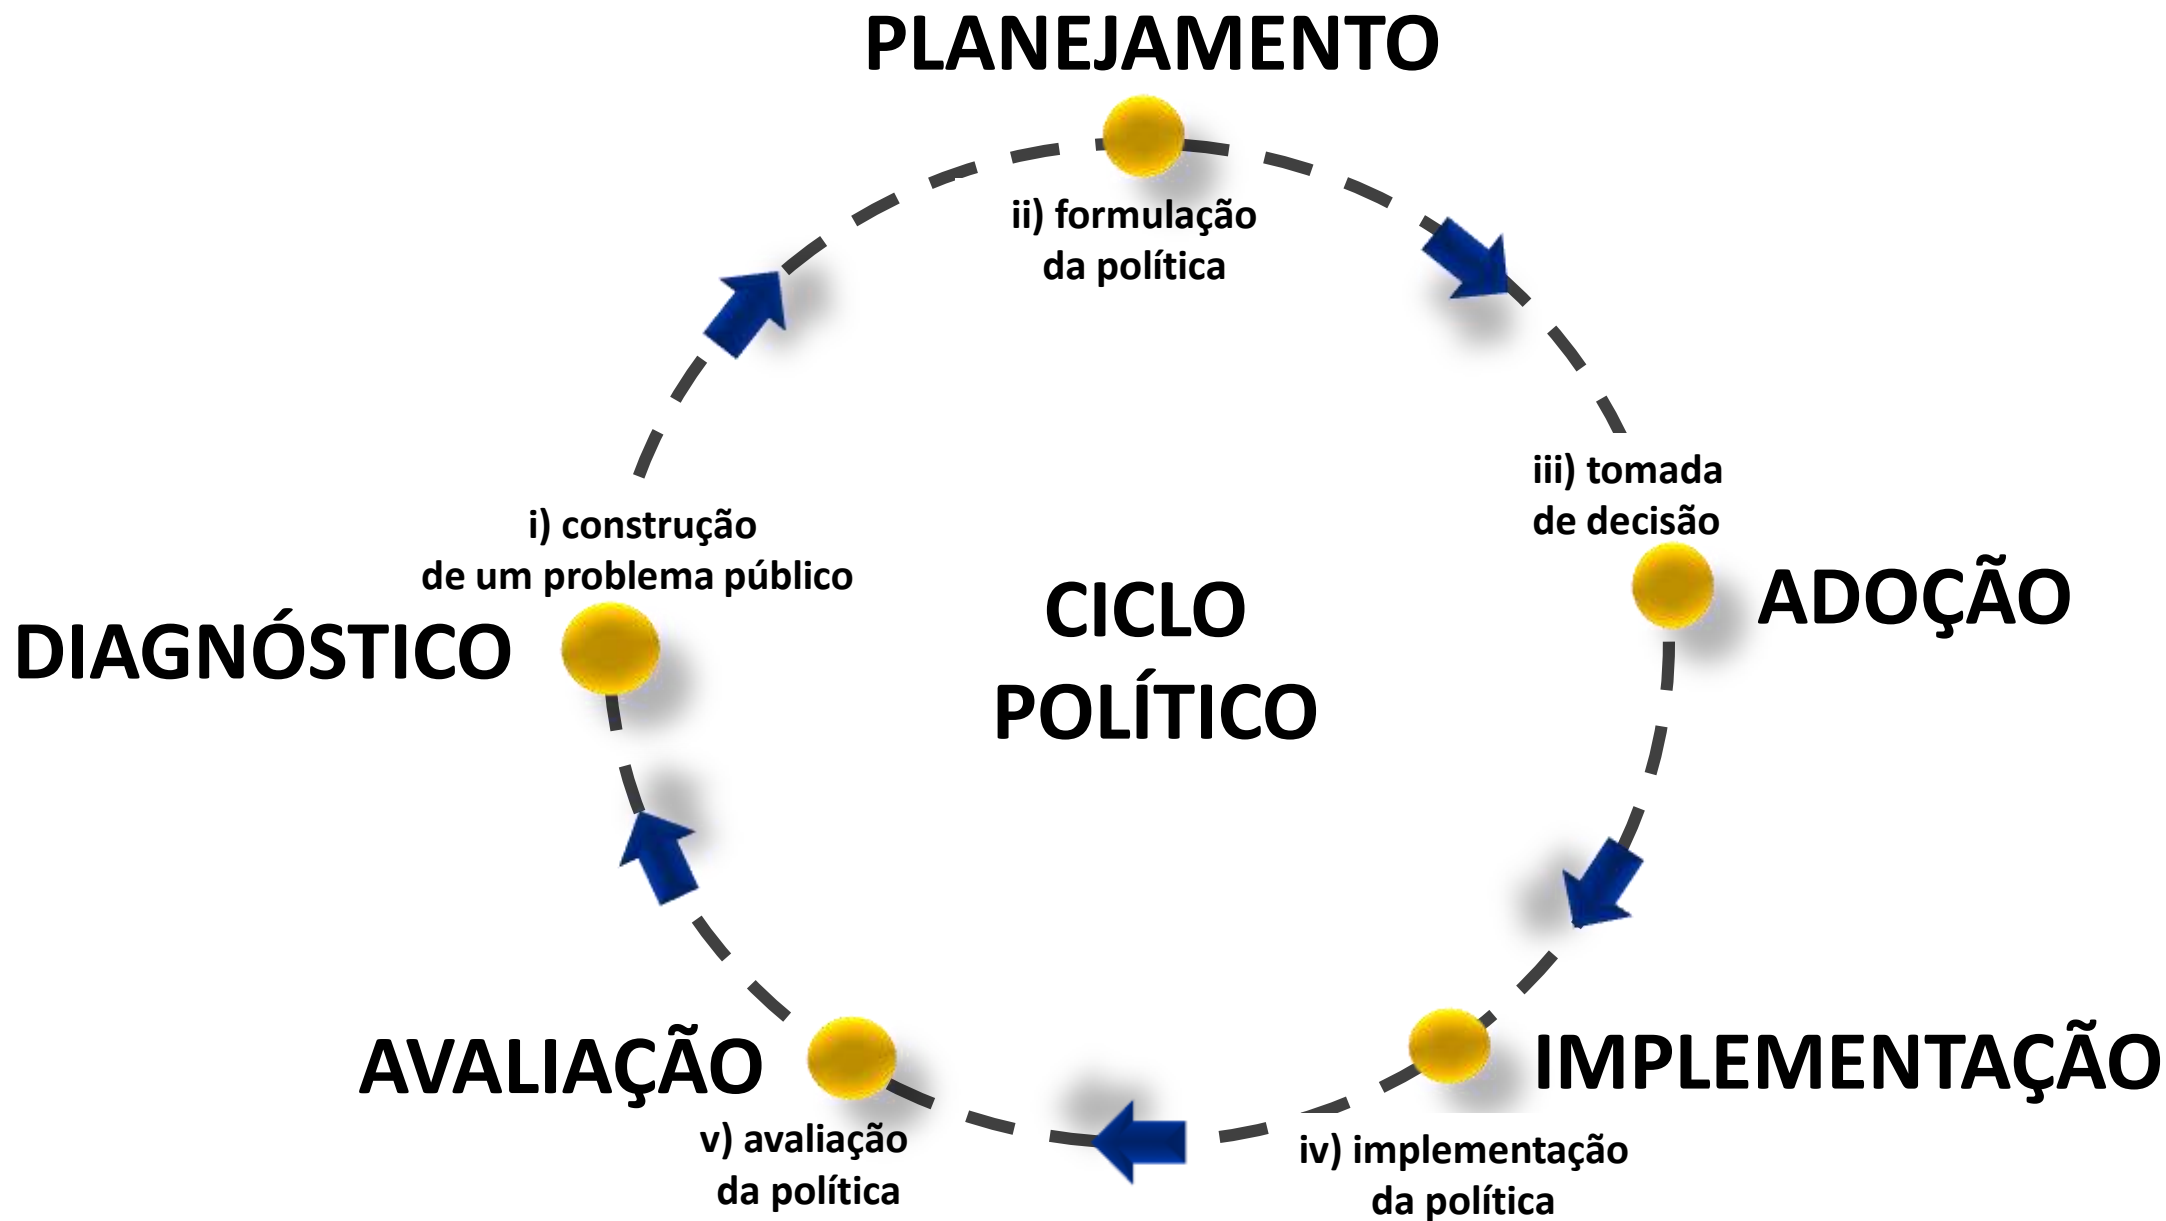 PLANEJAMENTO
ii) formulação
da política
iii) tomada
de decisão
ADOÇÃO
i) construção
de um problema público
DIAGNÓSTICO
CICLO
POLÍTICO
IMPLEMENTAÇÃO
iv) implementação
da política
AVALIAÇÃO
v) avaliação
da política